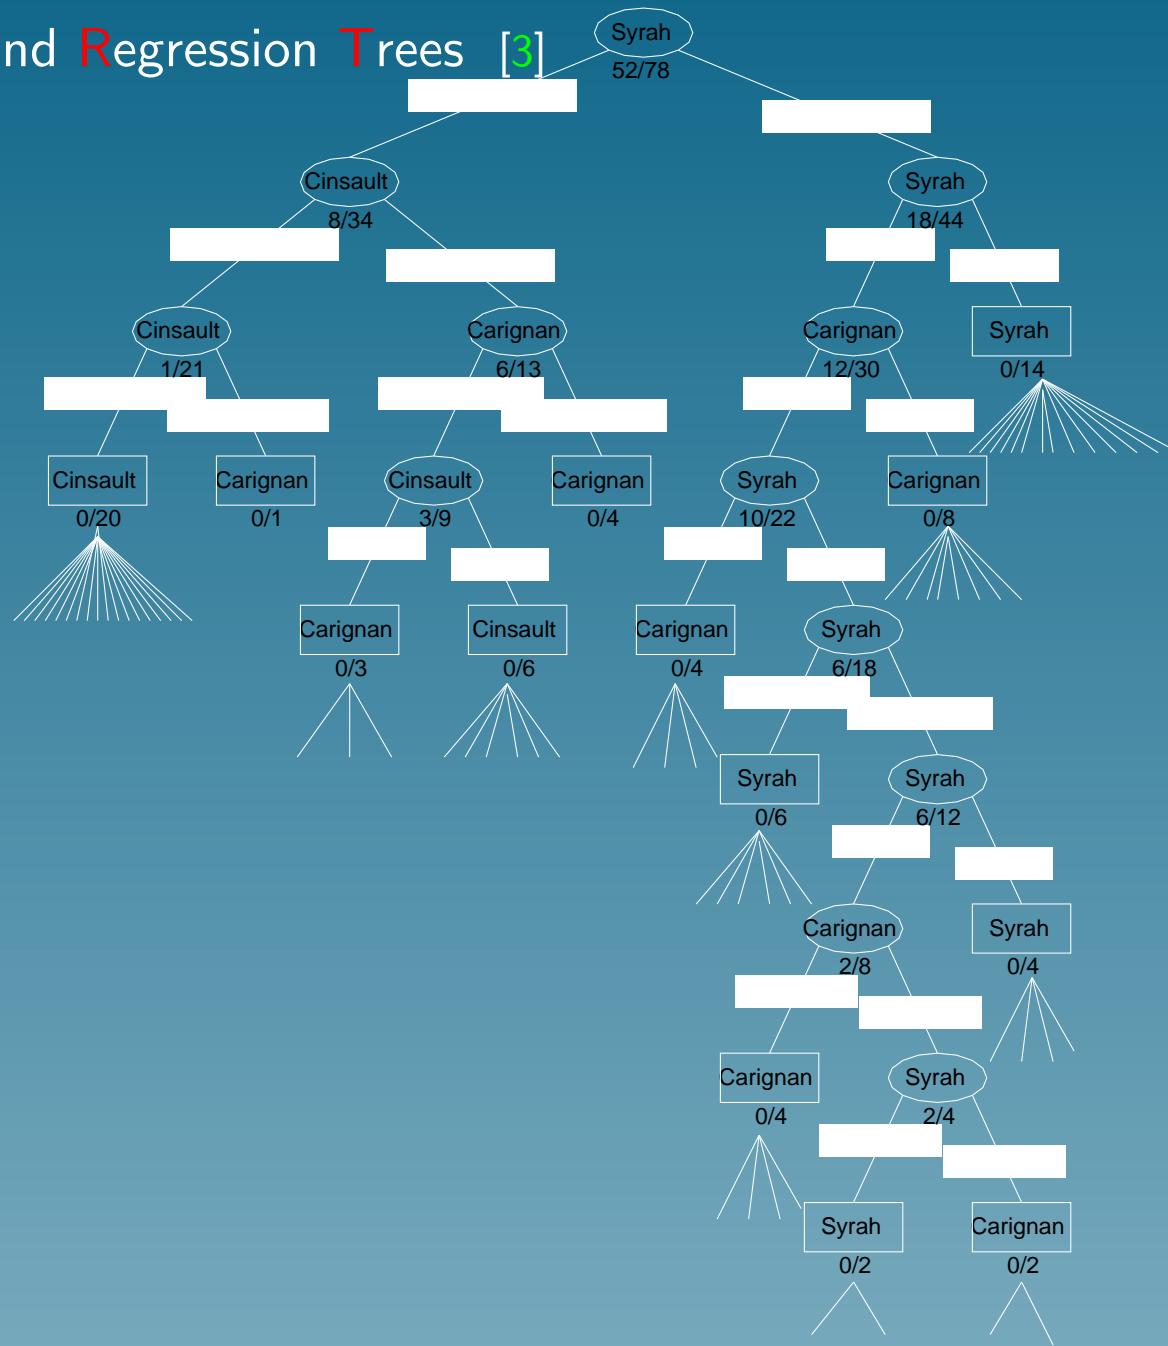 nd Regression Trees [3]
Syrah
52/78
Cinsault
8/34
Syrah
18/44
Cinsault
1/21
Carignan
6/13
Carignan
12/30
Syrah
0/14
Cinsault
0/20
Carignan
0/1
Cinsault
3/9
Carignan
0/4
Syrah
10/22
Carignan
0/8
Carignan
0/3
Cinsault
0/6
Carignan
0/4
Syrah
6/18
Syrah
0/6
Syrah
6/12
Carignan
2/8
Syrah
0/4
Carignan
0/4
Syrah
2/4
Syrah
0/2
Carignan
0/2